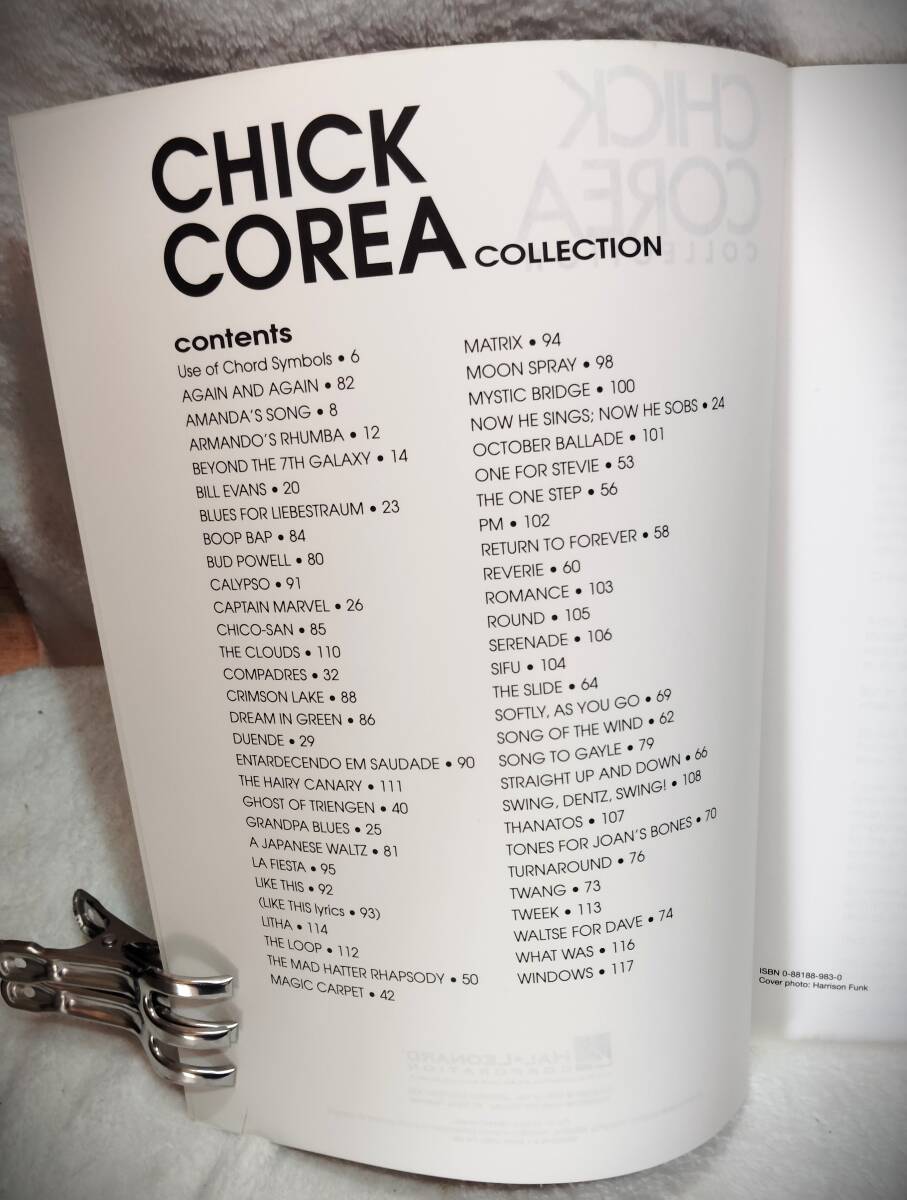 CHICK
COREA COLLECTION
contents
Use of Chord Symbols • 6
AGAIN AND AGAIN • 82
AMANDA'S SONG • 8
ARMANDO'S RHUMBA • 12
BEYOND THE 7TH GALAXY • 14
BILL EVANS • 20
BLUES FOR LIEBESTRAUM • 23
BOOP BAP • 84
BUD POWELL • 80
CALYPSO • 91
CAPTAIN MARVEL • 26
CHICO-SAN • 85
THE CLOUDS • 110
COMPADRES • 32
CRIMSON LAKE • 88
DREAM IN GREEN • 86
DUENDE • 29
ENTARDECENDO EM SAUDADE • 90
THE HAIRY CANARY • 111
GHOST OF TRIENGEN • 40
GRANDPA BLUES • 25
A JAPANESE WALTZ • 81
LA FIESTA • 95
LIKE THIS • 92
(LIKE THIS lyrics • 93)
LITHA • 114
THE LOOP • 112
THE MAD HATTER RHAPSODY • 50
MAGIC CARPET • 42
MATRIX • 94
MOON SPRAY • 98
MYSTIC BRIDGE • 100
NOW HE SINGS; NOW HE SOBS • 24
OCTOBER BALLADE • 101
ONE FOR STEVIE • 53
THE ONE STEP • 56
PM • 102
RETURN TO FOREVER • 58
REVERIE • 60
ROMANCE • 103
ROUND • 105
SERENADE • 106
SIFU • 104
THE SLIDE • 64
SOFTLY, AS YOU GO • 69
SONG OF THE WIND • 62
SONG TO GAYLE • 79
STRAIGHT UP AND DOWN • 66
SWING, DENTZ, SWING! • 108
THANATOS • 107
TONES FOR JOAN'S BONES • 70
TURNAROUND • 76
TWANG • 73
TWEEK • 113
WALTSE FOR DAVE • 74
WHAT WAS • 116
WINDOWS • 117
ISBN 0-88188-983-0
Cover photo: Harrison Funk
CHICK
COREA
COLLECTION
HAL•LEONARD
CORPORATION